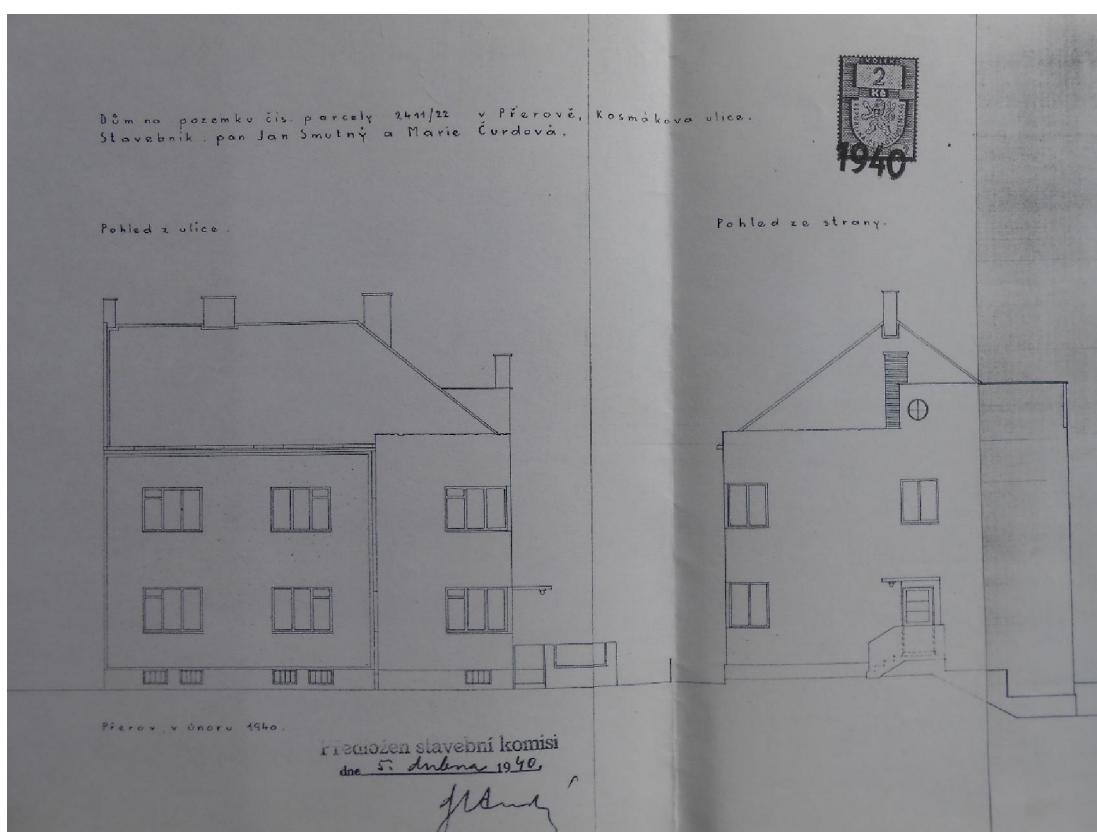 Dům na pozemku čís. parcely 2411/22 v Přerově, Kosmákova ulice.
Stavebník: pan Jan Smutný a Marie Čurdová.
KOLEK
2
Kč
1940
Pohled z ulice.
Pohled ze strany.
Přerov, v únoru 1940.
Předložen stavební komisi
dne 5. dubna 1940